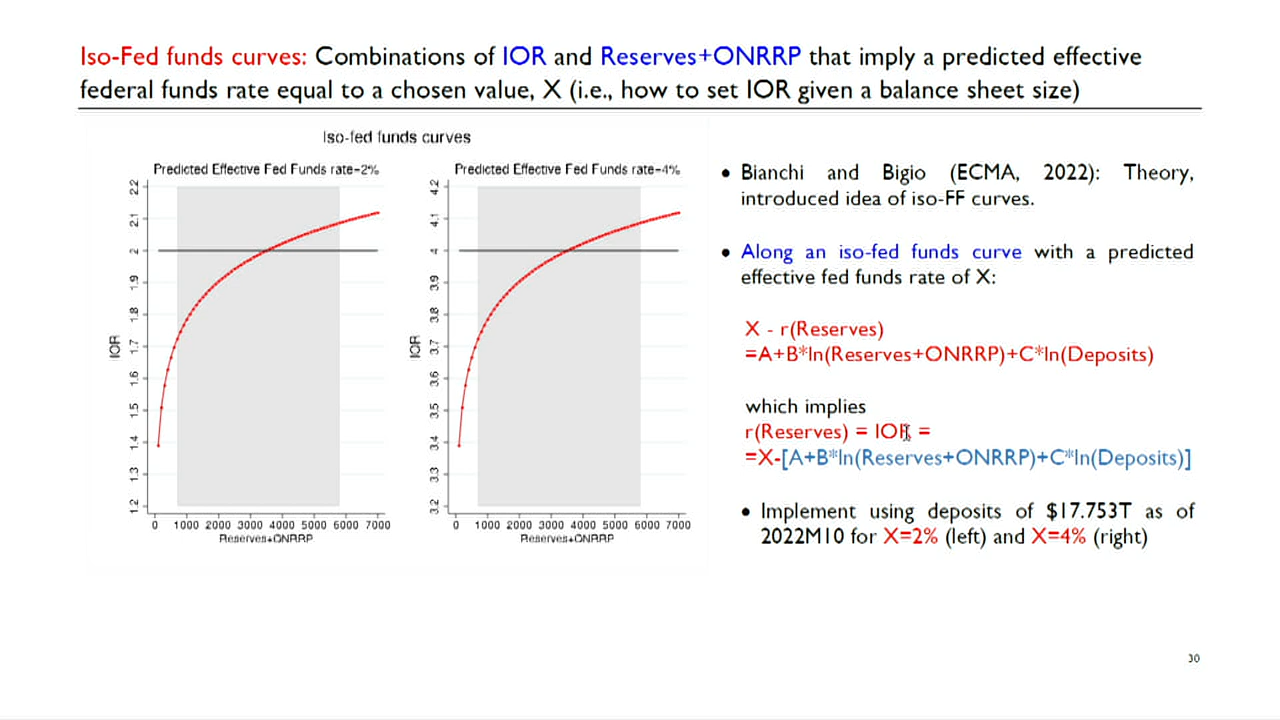 Iso-Fed funds curves: Combinations of IOR and Reserves+ONRRP that imply a predicted effective
federal funds rate equal to a chosen value, X (i.e., how to set IOR given a balance sheet size)
Iso-fed funds curves
Predicted Effective Fed Funds rate=2%
2.2
2.1
2
1.9
1.8
1.7
1.6
1.5
1.4
1.3
1.2
IOR
0 1000 2000 3000 4000 5000 6000 7000
Reserves+ONRRP
Predicted Effective Fed Funds rate=4%
4.2
4.1
4
3.9
3.8
3.7
3.6
3.5
3.4
3.3
3.2
IOR
0 1000 2000 3000 4000 5000 6000 7000
Reserves+ONRRP
• Bianchi and Bigio (ECMA, 2022): Theory,
introduced idea of iso-FF curves.
• Along an iso-fed funds curve with a predicted
effective fed funds rate of X:
X - r(Reserves)
=A+B*ln(Reserves+ONRRP)+C*ln(Deposits)
which implies
r(Reserves) = IOR =
=X-[A+B*ln(Reserves+ONRRP)+C*ln(Deposits)]
• Implement using deposits of $17.753T as of
2022M10 for X=2% (left) and X=4% (right)
30